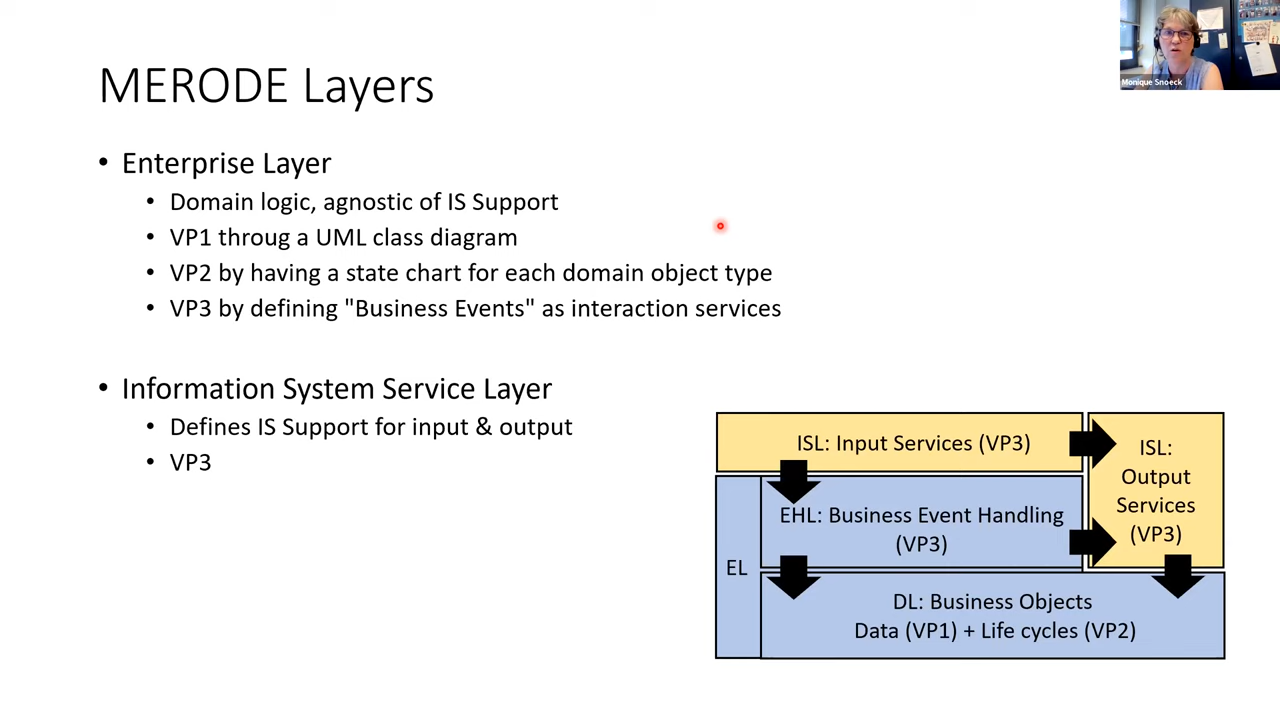 Monique Snoeck
MERODE Layers
• Enterprise Layer
• Domain logic, agnostic of IS Support
• VP1 throug a UML class diagram
• VP2 by having a state chart for each domain object type
• VP3 by defining "Business Events" as interaction services
• Information System Service Layer
• Defines IS Support for input & output
• VP3
ISL: Input Services (VP3)
ISL:
Output
Services
(VP3)
EHL: Business Event Handling
(VP3)
EL
DL: Business Objects
Data (VP1) + Life cycles (VP2)